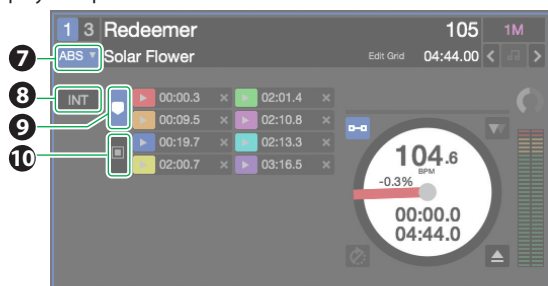 1 3 Redeemer 105 1M
7 ABS Solar Flower Edit Grid 04:44.00
8 INT 00:00.3 × 02:01.4 ×
9 00:09.5 × 02:10.8 ×
10 00:19.7 × 02:13.3 ×
02:00.7 × 03:16.5 ×
104.6
BPM
-0.3%
00:00.0
04:44.0